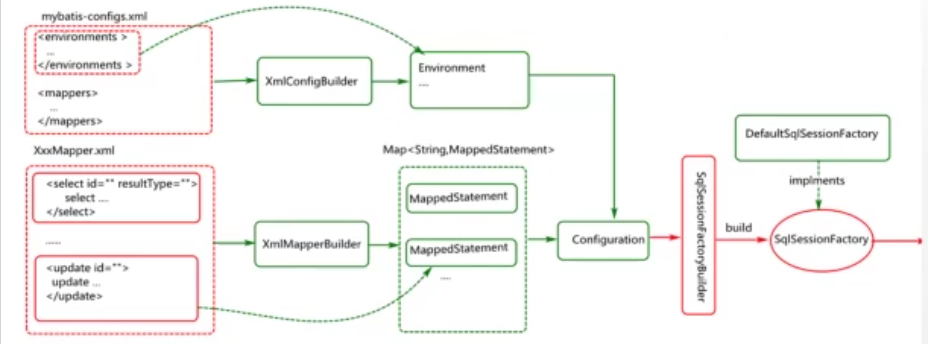 mybatis-configs.xml
<environments >
...
</environments >
<mappers>
...
</mappers>
XmlConfigBuilder
Environment
....
DefaultSqlSessionFactory
implments
XxxMapper.xml
<select id="" resultType="">
select ....
</select>
......
<update id="">
update ...
</update>
XmlMapperBuilder
Map<String,MappedStatement>
MappedStatement
MappedStatement
....
Configuration
SqlSessionFactoryBuilder
build
SqlSessionFactory